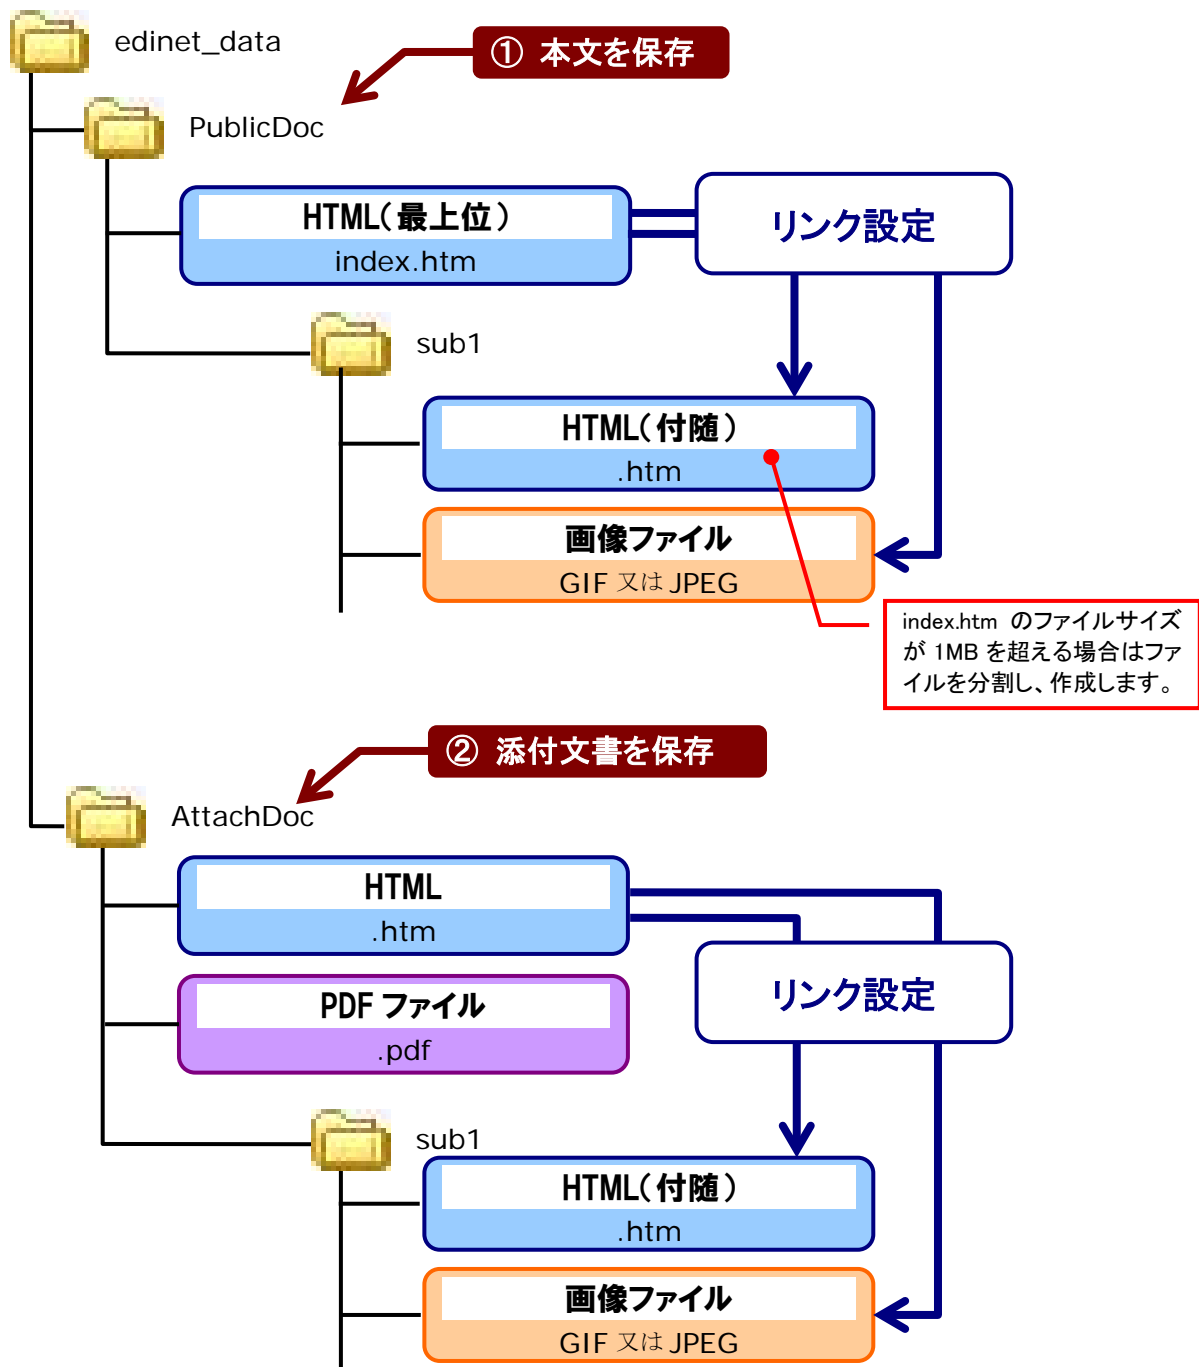 edinet_data
① 本文を保存
PublicDoc
HTML(最上位)
index.htm
リンク設定
sub1
HTML(付随)
.htm
画像ファイル
GIF 又は JPEG
index.htm のファイルサイズ
が 1MB を超える場合はファ
イルを分割し、作成します。
② 添付文書を保存
AttachDoc
HTML
.htm
リンク設定
PDF ファイル
.pdf
sub1
HTML(付随)
.htm
画像ファイル
GIF 又は JPEG